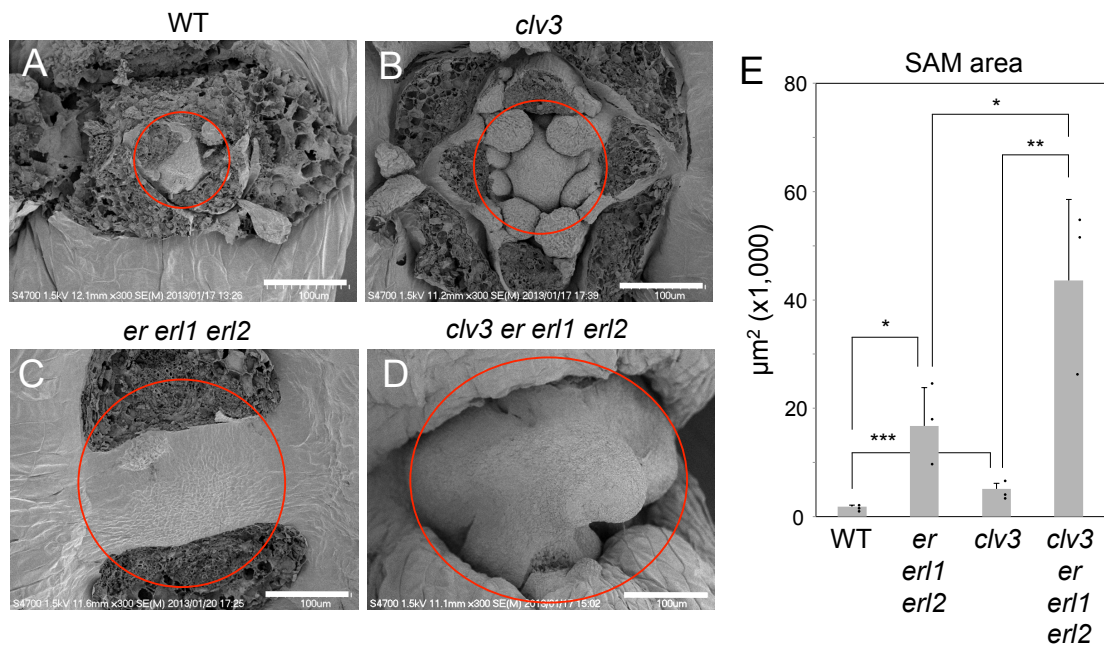 WT
clv3
A
B
S4700 1.5kV 12.1mm x300 SE(M) 2013/01/17 13:26
100um
S4700 1.5kV 11.2mm x300 SE(M) 2013/01/17 17:39
100um
er erl1 erl2
clv3 er erl1 erl2
C
D
S4700 1.5kV 11.6mm x300 SE(M) 2013/01/20 17:25
100um
S4700 1.5kV 11.1mm x300 SE(M) 2013/01/17 15:02
100um
E
SAM area
µm² (x1,000)
80
60
40
20
0
*
**
*
***
WT
er
erl1
erl2
clv3
clv3
er
erl1
erl2